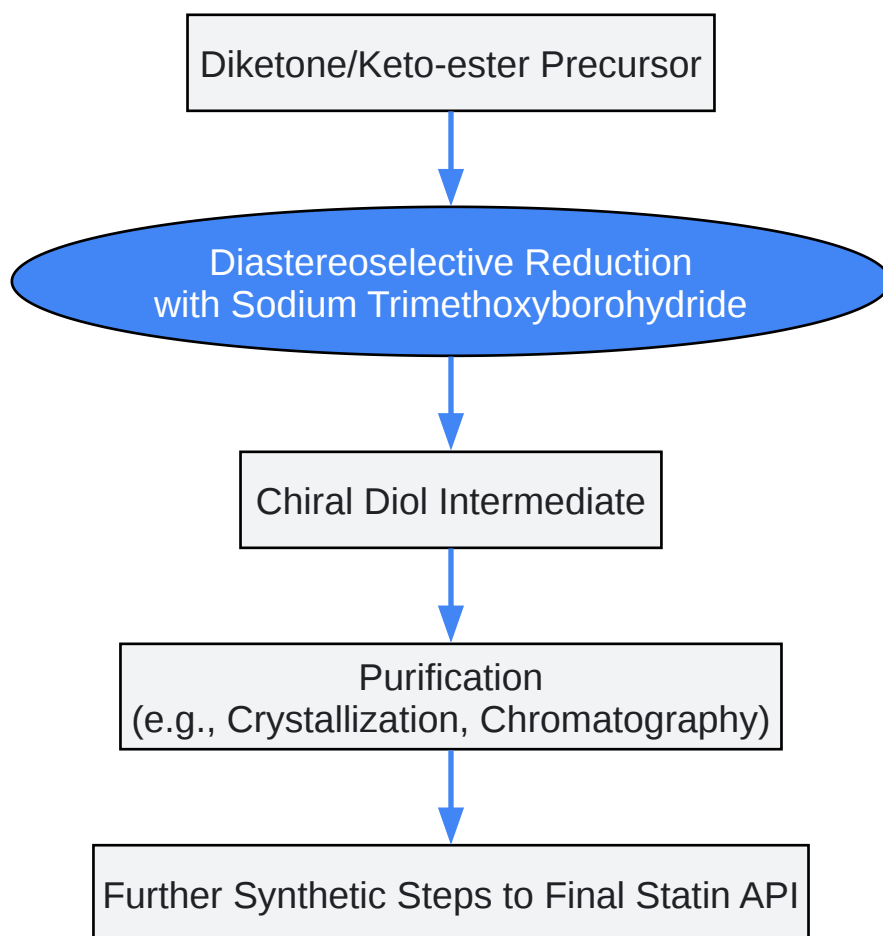 Diketone/Keto-ester Precursor
Diastereoselective Reduction
with Sodium Trimethoxyborohydride
Chiral Diol Intermediate
Purification
(e.g., Crystallization, Chromatography)
Further Synthetic Steps to Final Statin API